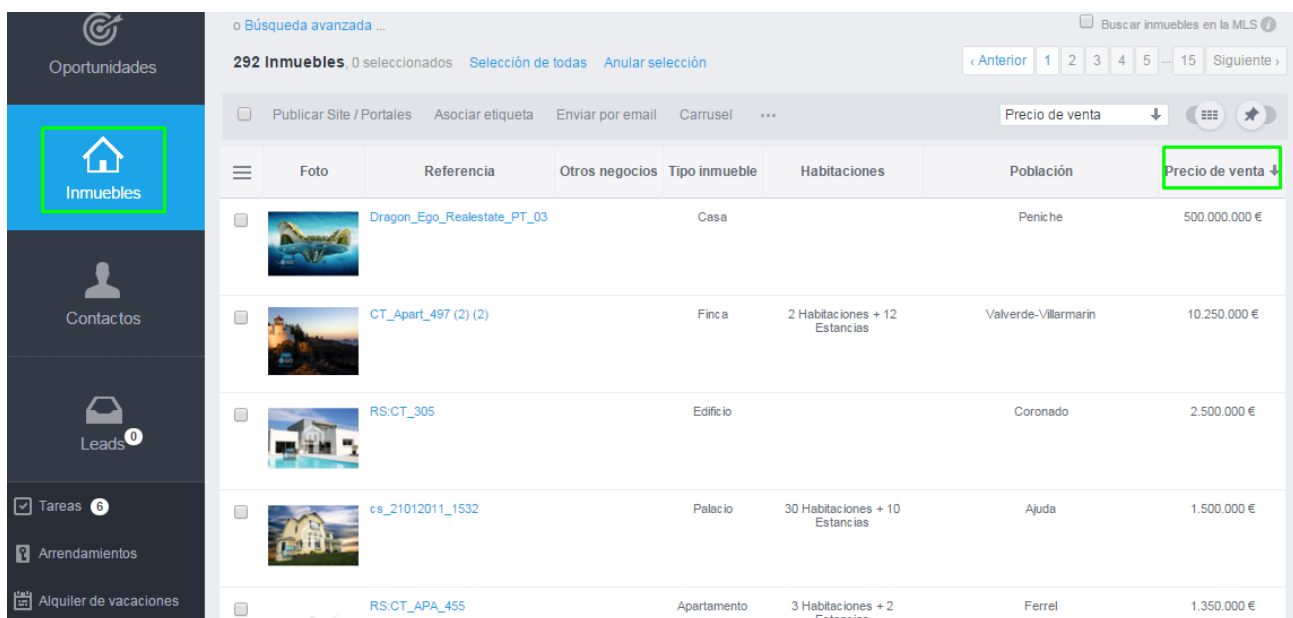 Oportunidades
Inmuebles
Contactos
Leads 0
Tareas 6
Arrendamientos
Alquiler de vacaciones
o Búsqueda avanzada ...
Buscar inmuebles en la MLS i
292 Inmuebles, 0 seleccionados Selección de todas Anular selección
‹ Anterior 1 2 3 4 5 ... 15 Siguiente ›
Publicar Site / Portales Asociar etiqueta Enviar por email Carrusel ••• Precio de venta
Foto Referencia Otros negocios Tipo inmueble Habitaciones Población Precio de venta
Dragon_Ego_Realestate_PT_03 Casa Peniche 500.000.000 €
CT_Apart_497 (2) (2) Finca 2 Habitaciones + 12 Valverde-Villarmarin 10.250.000 €
Estancias
RS:CT_305 Edificio Coronado 2.500.000 €
cs_21012011_1532 Palacio 30 Habitaciones + 10 Ajuda 1.500.000 €
Estancias
RS:CT_APA_455 Apartamento 3 Habitaciones + 2 Ferrel 1.350.000 €